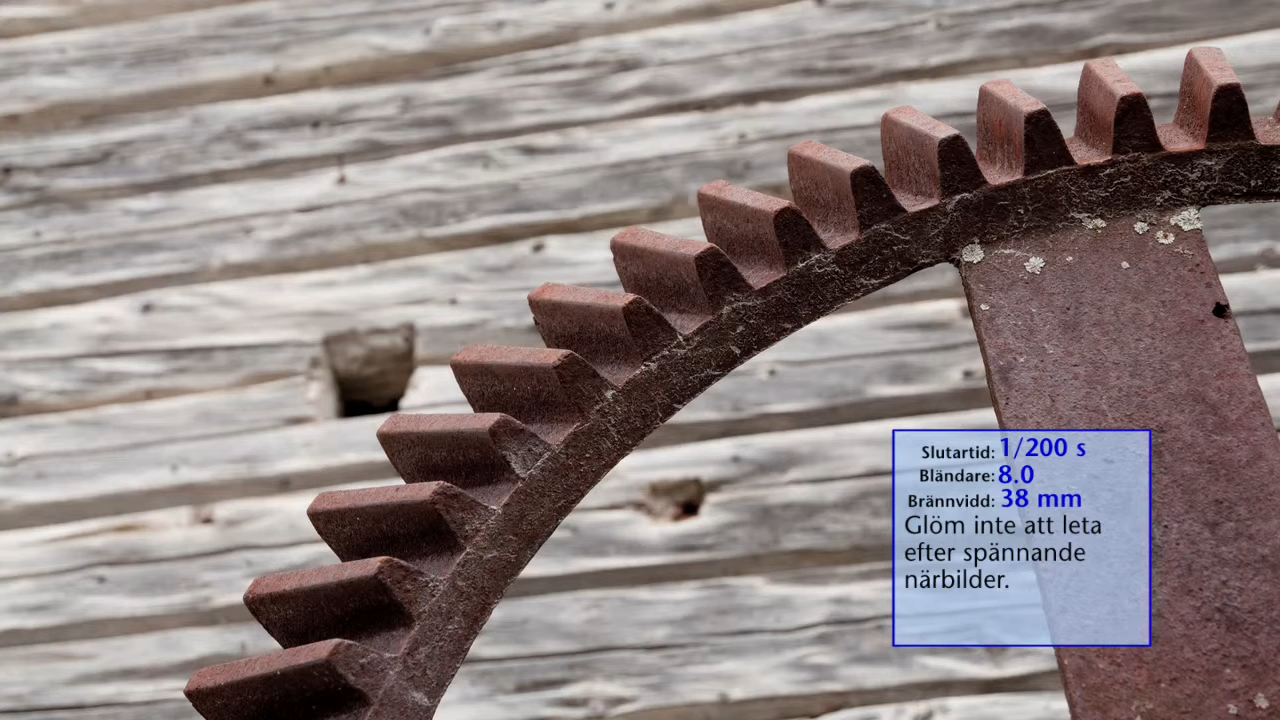 Slutartid: 1/200 s
Bländare: 8.0
Brännvidd: 38 mm
Glöm inte att leta
efter spännande
närbilder.